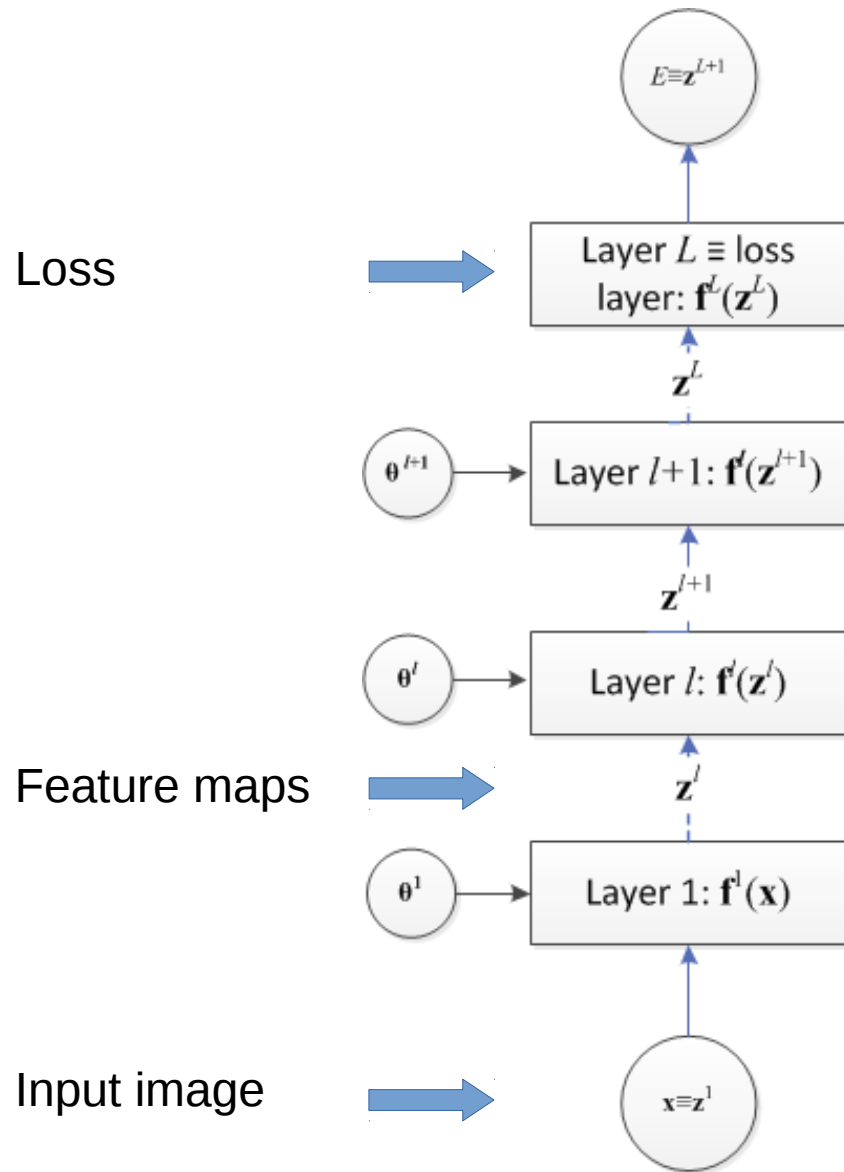 E≡z^{L+1}
Loss
Layer L ≡ loss
layer: f^L(z^L)
z^L
θ^{l+1}
Layer l+1: f^l(z^{l+1})
z^{l+1}
θ^l
Layer l: f^l(z^l)
Feature maps
z^l
θ^1
Layer 1: f^1(x)
Input image
x≡z^1